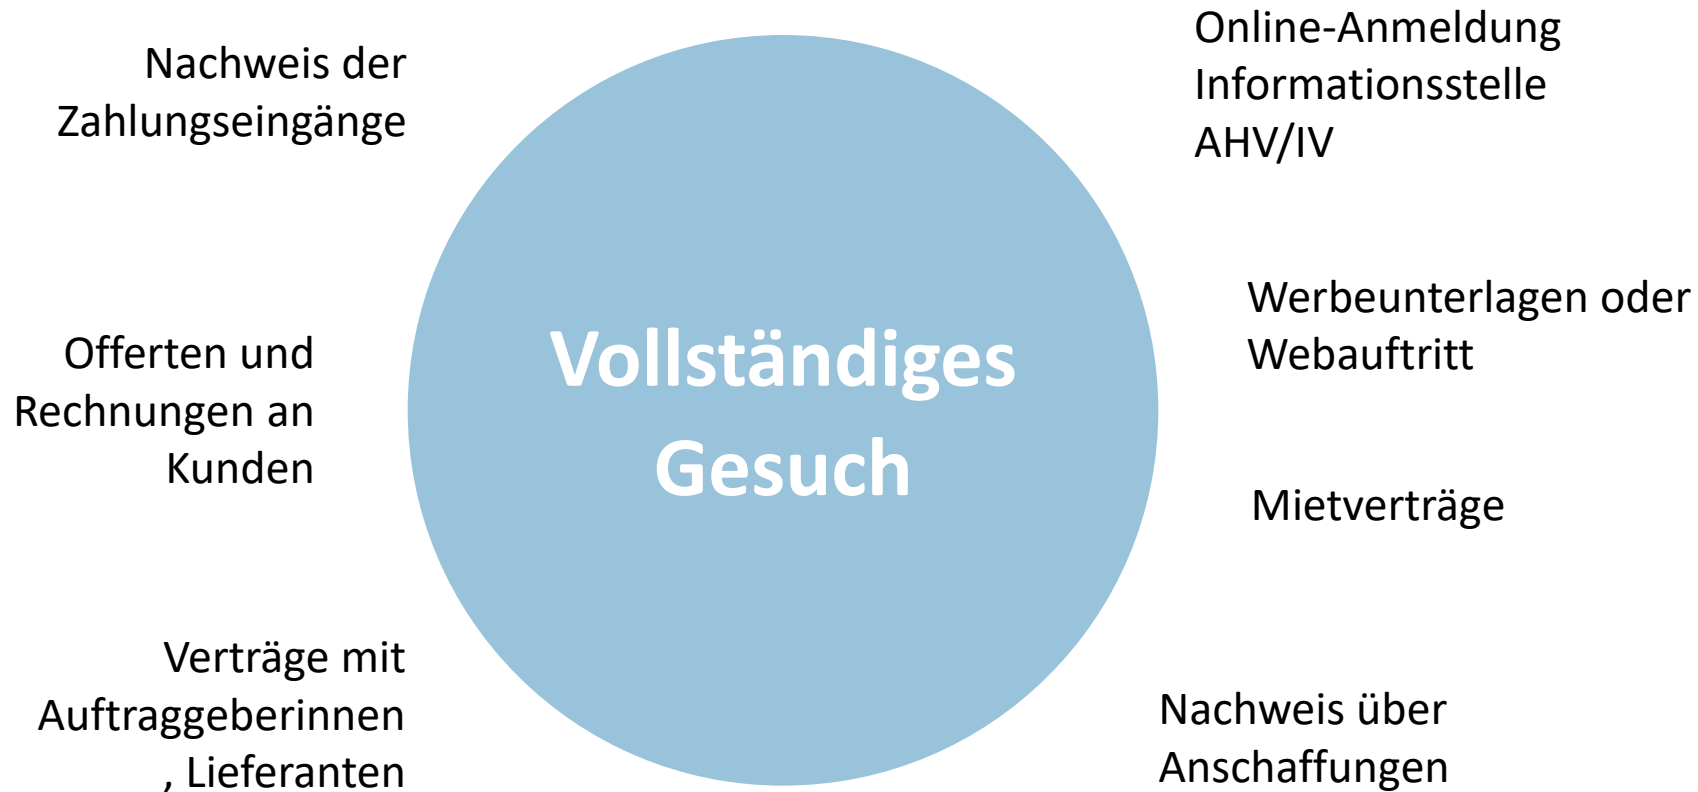 Nachweis der
Zahlungseingänge
Offerten und
Rechnungen an
Kunden
Verträge mit
Auftraggeberinnen
, Lieferanten
Vollständiges
Gesuch
Online-Anmeldung
Informationsstelle
AHV/IV
Werbeunterlagen oder
Webauftritt
Mietverträge
Nachweis über
Anschaffungen